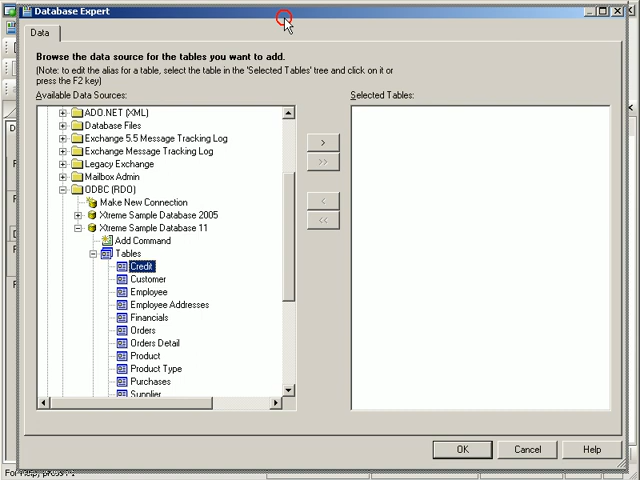 Database Expert
Data
Browse the data source for the tables you want to add.
(Note: to edit the alias for a table, select the table in the 'Selected Tables' tree and click on it or
press the F2 key)
Available Data Sources:
Selected Tables:
ADO.NET (XML)
Database Files
Exchange 5.5 Message Tracking Log
Exchange Message Tracking Log
Legacy Exchange
Mailbox Admin
ODBC (RDO)
Make New Connection
Xtreme Sample Database 2005
Xtreme Sample Database 11
Add Command
Tables
Credit
Customer
Employee
Employee Addresses
Financials
Orders
Orders Detail
Product
Product Type
Purchases
Supplier
>
>>
<
<<
OK
Cancel
Help
For Help, press F1